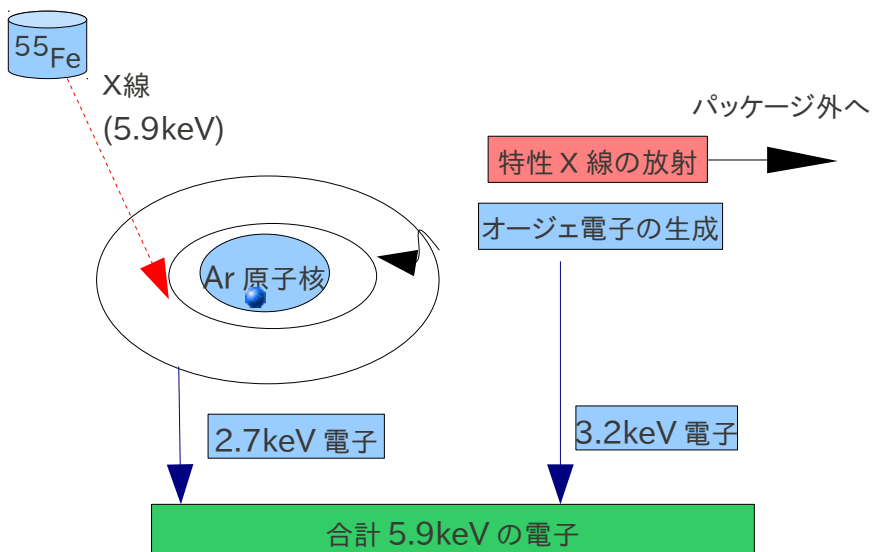 55Fe
X線
(5.9keV)
パッケージ外へ
特性 X 線の放射
オージェ電子の生成
Ar 原子核
2.7keV 電子
3.2keV 電子
合計 5.9keV の電子